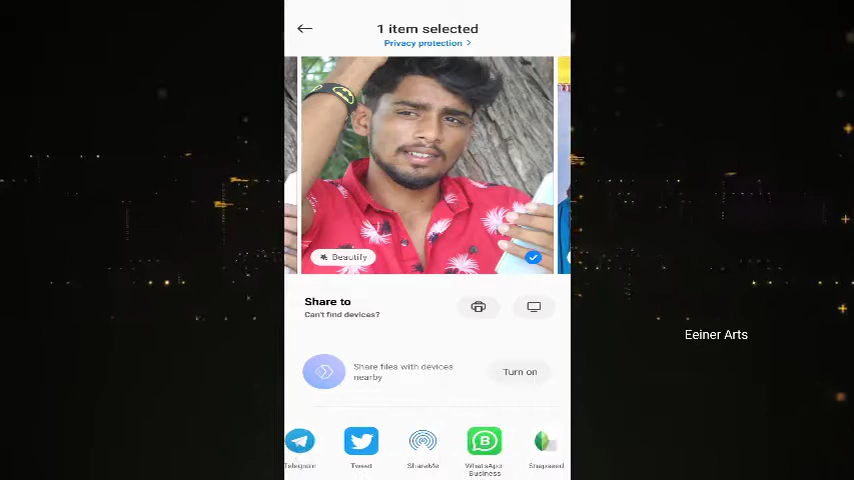 1 item selected
Privacy protection >
Beautify
Share to
Can't find devices?
Eeiner Arts
Share files with devices
nearby
Turn on
Telegram
Tweet
ShareMe
WhatsApp
Business
Snapseed